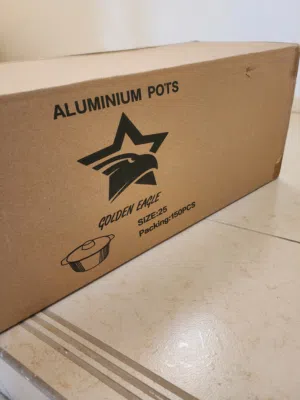 ALUMINIUM POTS
GOLDEN EAGLE
SIZE:25
Packing:150PCS